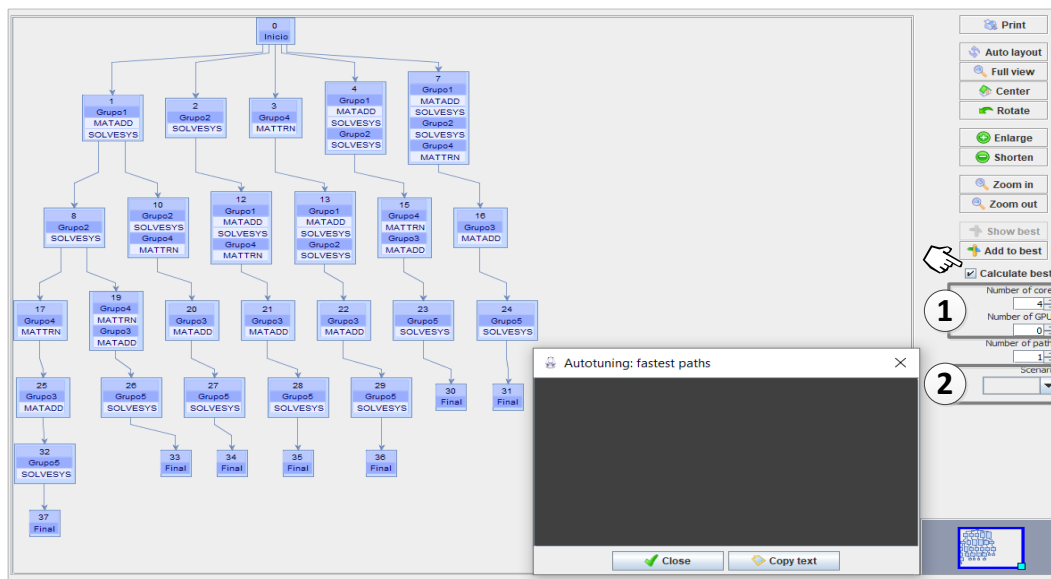 0
Inicio
1
Grupo1
MATADD
SOLVESYS
2
Grupo2
SOLVESYS
3
Grupo4
MATTRN
4
Grupo1
MATADD
SOLVESYS
Grupo2
SOLVESYS
7
Grupo1
MATADD
SOLVESYS
Grupo2
SOLVESYS
Grupo4
MATTRN
8
Grupo2
SOLVESYS
10
Grupo2
SOLVESYS
Grupo4
MATTRN
12
Grupo1
MATADD
SOLVESYS
Grupo4
MATTRN
13
Grupo1
MATADD
SOLVESYS
Grupo2
SOLVESYS
15
Grupo4
MATTRN
Grupo3
MATADD
16
Grupo3
MATADD
17
Grupo4
MATTRN
19
Grupo4
MATTRN
Grupo3
MATADD
20
Grupo3
MATADD
21
Grupo3
MATADD
22
Grupo3
MATADD
23
Grupo5
SOLVESYS
24
Grupo5
SOLVESYS
25
Grupo3
MATADD
26
Grupo5
SOLVESYS
27
Grupo5
SOLVESYS
28
Grupo5
SOLVESYS
29
Grupo5
SOLVESYS
30
Final
31
Final
32
Grupo5
SOLVESYS
33
Final
34
Final
35
Final
36
Final
37
Final
Print
Auto layout
Full view
Center
Rotate
Enlarge
Shorten
Zoom in
Zoom out
Show best
Add to best
Calculate best
1
Number of core
4
Number of GPU
0
Number of path
1
2
Scenari
Autotuning: fastest paths
Close
Copy text